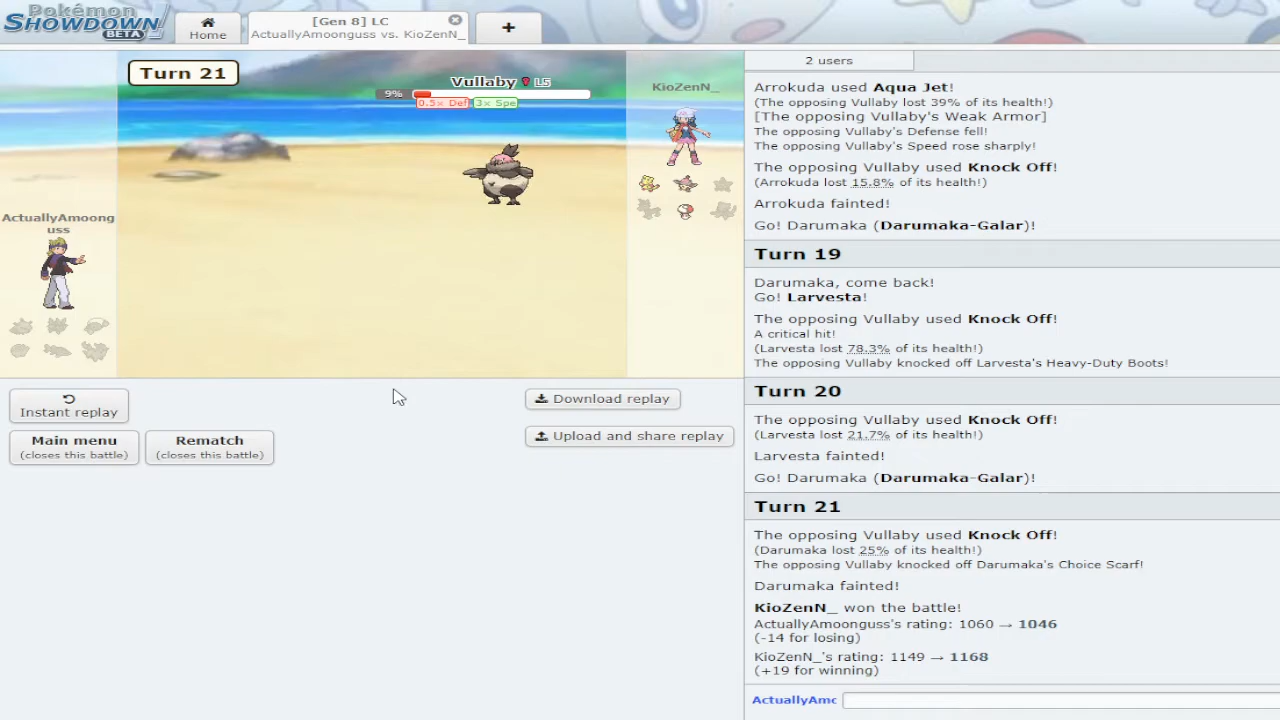 Pokémon
SHOWDOWN
BETA
Home
[Gen 8] LC
ActuallyAmoonguss vs. KioZenN_
+
Turn 21
Vullaby L5
9%
0.5× Def 3× Spe
KioZenN_
ActuallyAmoong
uss
Instant replay
Main menu
(closes this battle)
Rematch
(closes this battle)
Download replay
Upload and share replay
2 users
Arrokuda used Aqua Jet!
(The opposing Vullaby lost 39% of its health!)
[The opposing Vullaby's Weak Armor]
The opposing Vullaby's Defense fell!
The opposing Vullaby's Speed rose sharply!
The opposing Vullaby used Knock Off!
(Arrokuda lost 15.8% of its health!)
Arrokuda fainted!
Go! Darumaka (Darumaka-Galar)!
Turn 19
Darumaka, come back!
Go! Larvesta!
The opposing Vullaby used Knock Off!
A critical hit!
(Larvesta lost 78.3% of its health!)
The opposing Vullaby knocked off Larvesta's Heavy-Duty Boots!
Turn 20
The opposing Vullaby used Knock Off!
(Larvesta lost 21.7% of its health!)
Larvesta fainted!
Go! Darumaka (Darumaka-Galar)!
Turn 21
The opposing Vullaby used Knock Off!
(Darumaka lost 25% of its health!)
The opposing Vullaby knocked off Darumaka's Choice Scarf!
Darumaka fainted!
KioZenN_ won the battle!
ActuallyAmoonguss's rating: 1060 → 1046
(-14 for losing)
KioZenN_'s rating: 1149 → 1168
(+19 for winning)
ActuallyAmc